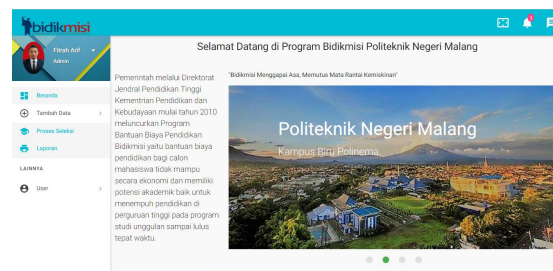 bidikmisi
Fitrah Arif
Admin
Beranda
Tambah Data
Proses Seleksi
Laporan
LAINNYA
User
Selamat Datang di Program Bidikmisi Politeknik Negeri Malang
Pemerintah melalui Direktorat
Jendral Pendidikan Tinggi
Kementrian Pendidikan dan
Kebudayaan mulai tahun 2010
meluncurkan Program
Bantuan Biaya Pendidikan
Bidikmisi yaitu bantuan biaya
pendidikan bagi calon
mahasiswa tidak mampu
secara ekonomi dan memiliki
potensi akademik baik untuk
menempuh pendidikan di
perguruan tinggi pada program
studi unggulan sampai lulus
tepat waktu.
"Bidikmisi Menggapai Asa, Memutus Mata Rantai Kemiskinan"
Politeknik Negeri Malang
Kampus Biru Polinema